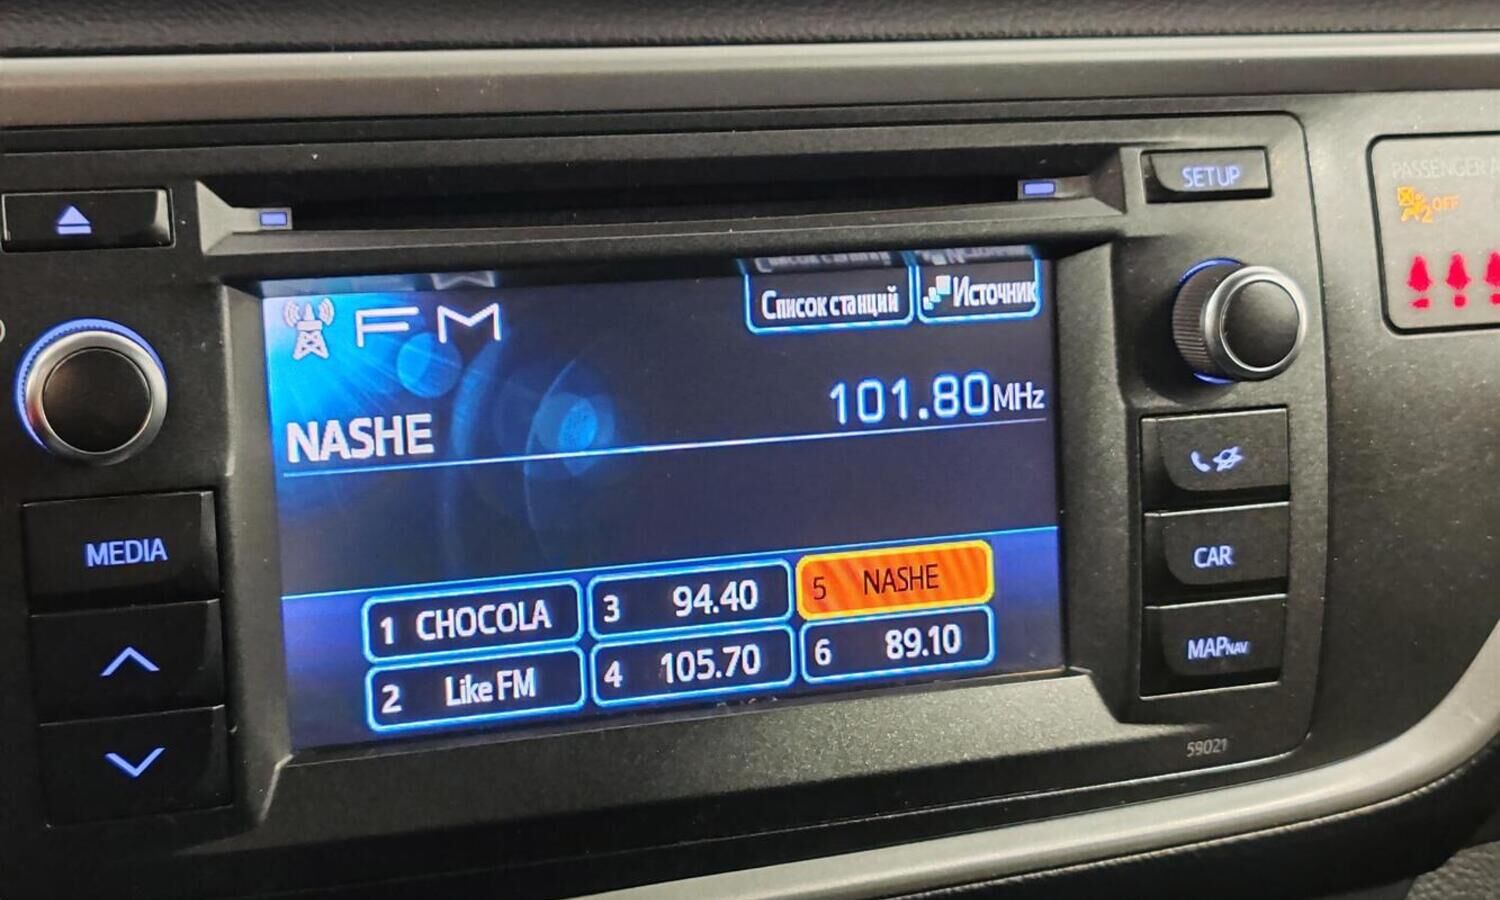 SETUP
PASSENGER A
2 OFF
FM
Список станций
Источник
101.80MHz
NASHE
MEDIA
1 CHOCOLA
3 94.40
5 NASHE
2 Like FM
4 105.70
6 89.10
CAR
MAPNAV
59021